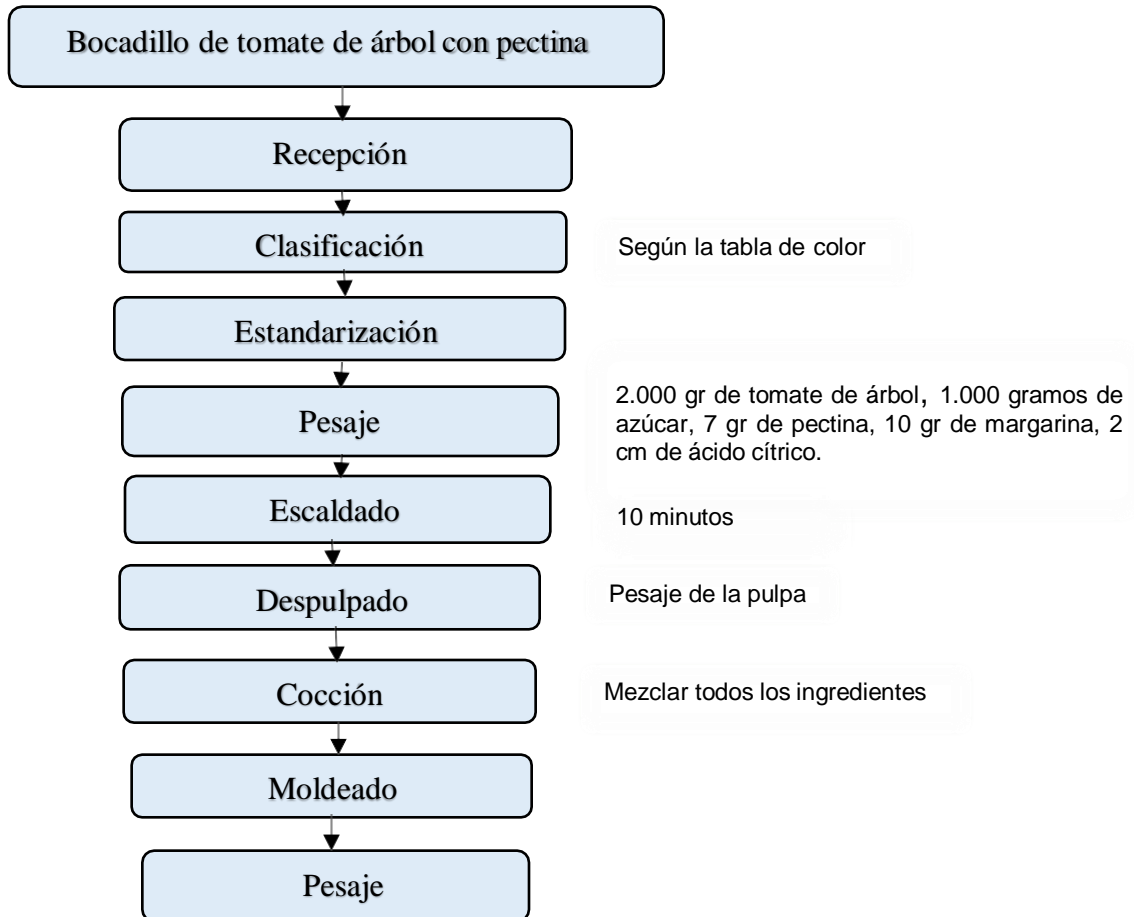 Bocadillo de tomate de árbol con pectina
Recepción
Clasificación
Según la tabla de color
Estandarización
Pesaje
2.000 gr de tomate de árbol, 1.000 gramos de
azúcar, 7 gr de pectina, 10 gr de margarina, 2
cm de ácido cítrico.
Escaldado
10 minutos
Despulpado
Pesaje de la pulpa
Cocción
Mezclar todos los ingredientes
Moldeado
Pesaje